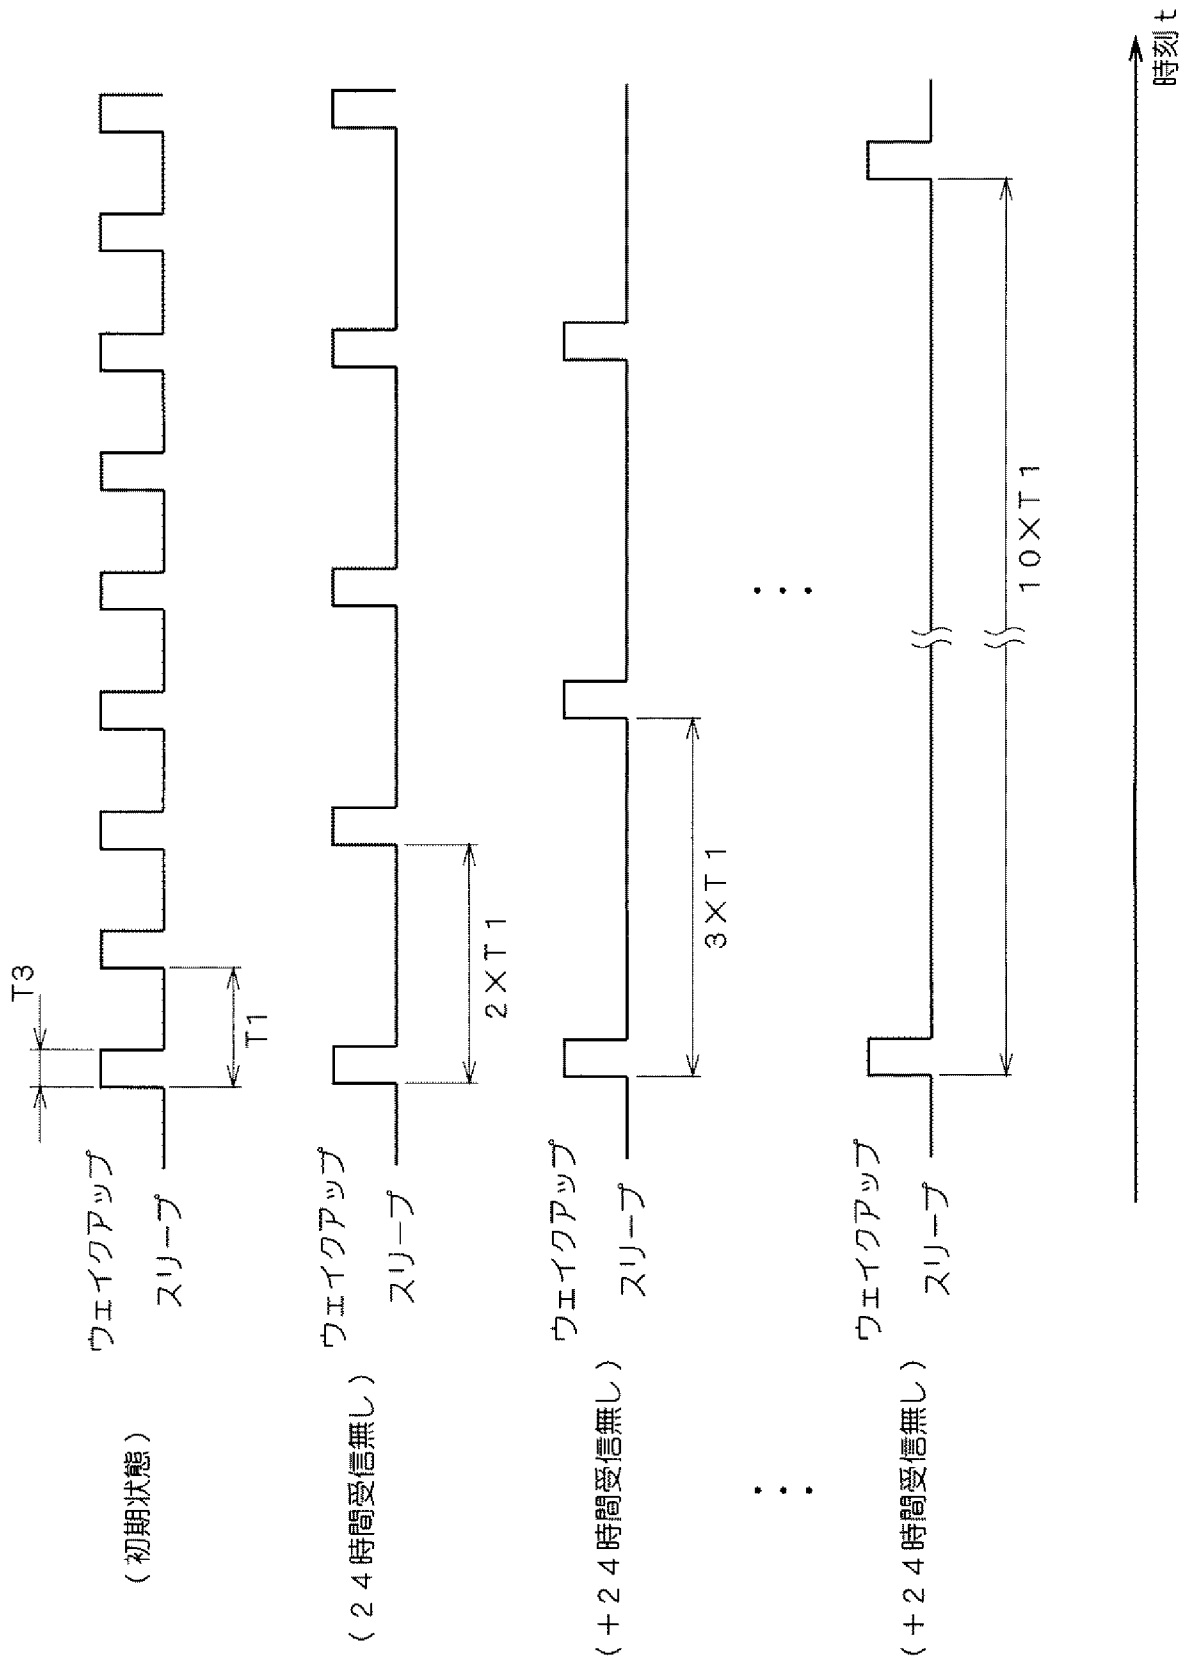 (初期状態)
ウェイクアップ
スリープ
T3
T1
(24時間受信無し)
ウェイクアップ
スリープ
2×T1
(+24時間受信無し)
ウェイクアップ
スリープ
3×T1
(+24時間受信無し)
ウェイクアップ
スリープ
10×T1
時刻t